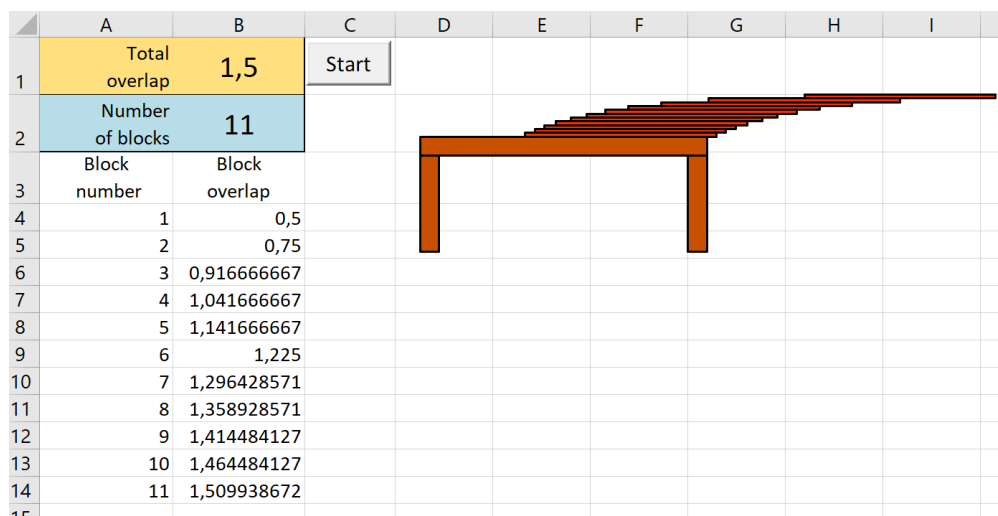 A B C D E F G H I
1 Total overlap 1,5 Start
2 Number of blocks 11
3 Block number Block overlap
4 1 0,5
5 2 0,75
6 3 0,916666667
7 4 1,041666667
8 5 1,141666667
9 6 1,225
10 7 1,296428571
11 8 1,358928571
12 9 1,414484127
13 10 1,464484127
14 11 1,509938672